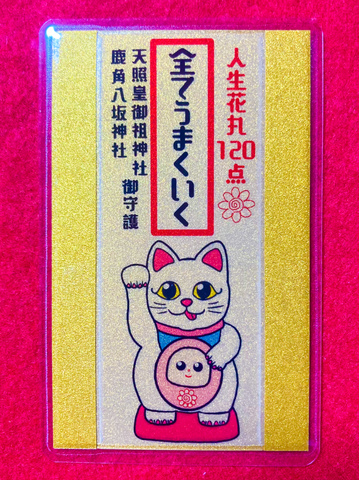 人生花丸120点
全てうまくいく
天照皇御祖神社
鹿角八坂神社
御守護